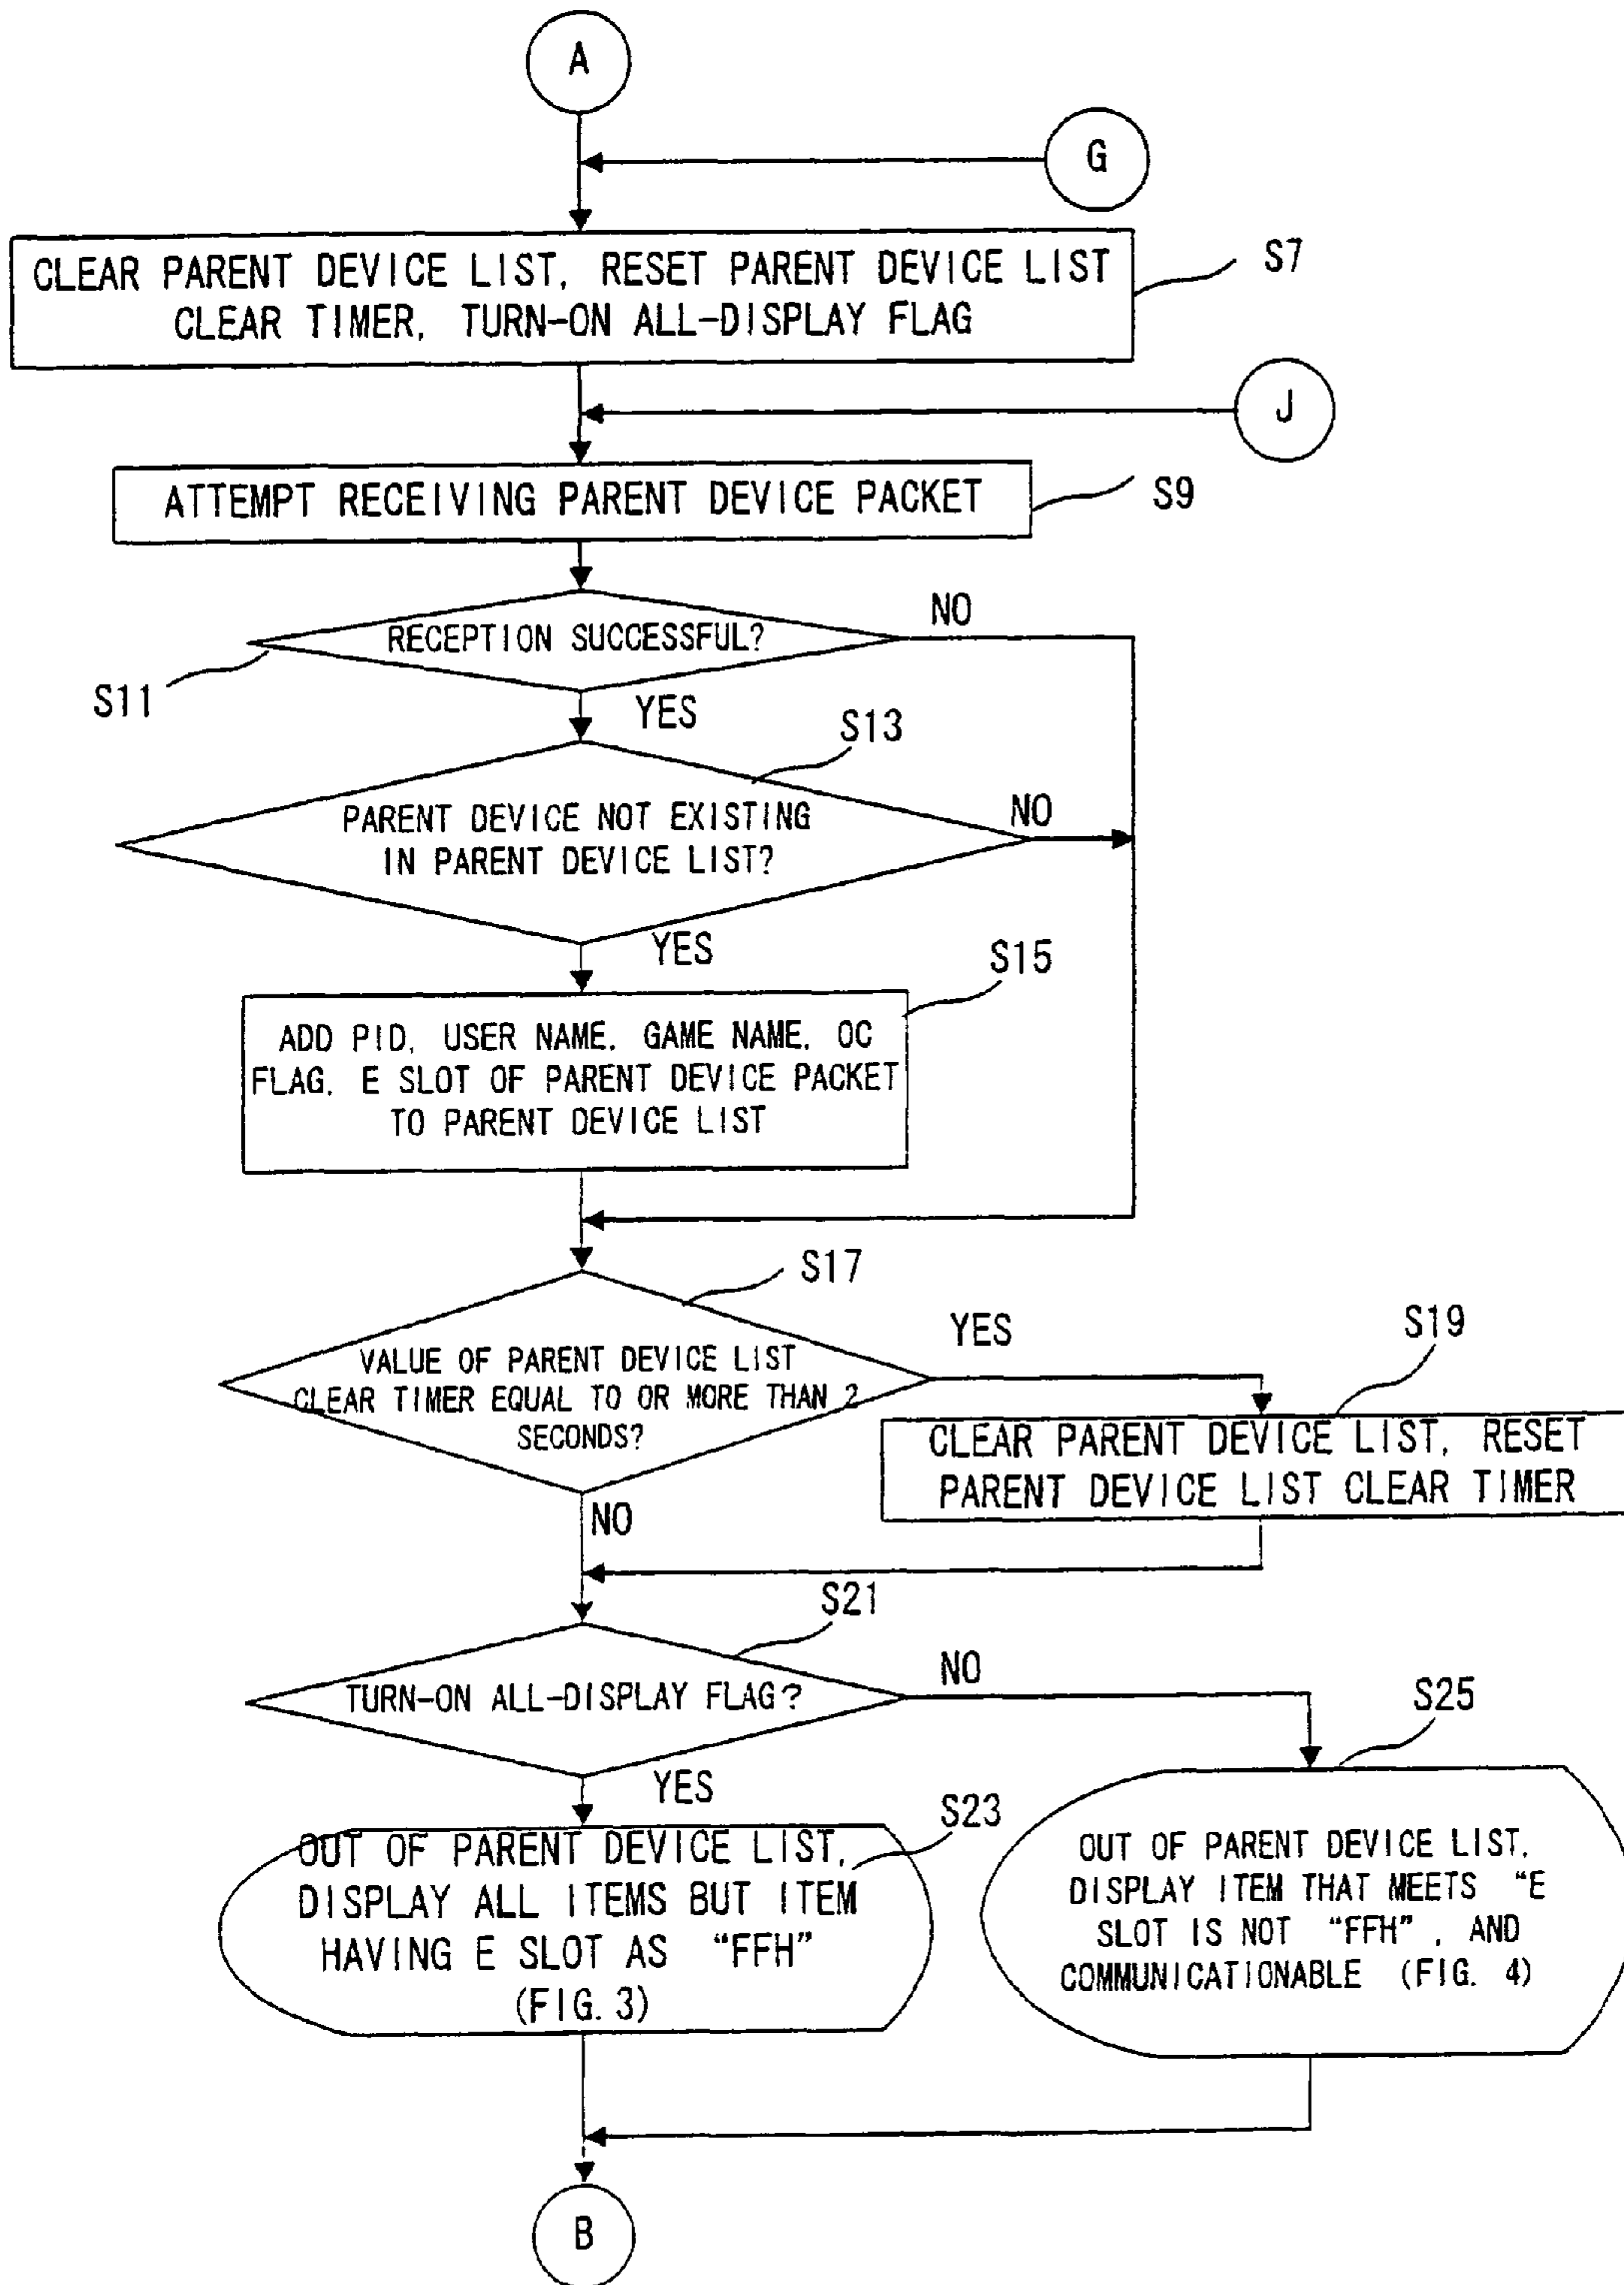 A
G
CLEAR PARENT DEVICE LIST, RESET PARENT DEVICE LIST
CLEAR TIMER, TURN-ON ALL-DISPLAY FLAG
S7
J
ATTEMPT RECEIVING PARENT DEVICE PACKET
S9
RECEPTION SUCCESSFUL?
NO
S11
YES
S13
PARENT DEVICE NOT EXISTING
IN PARENT DEVICE LIST?
NO
YES
S15
ADD PID, USER NAME, GAME NAME, OC
FLAG, E SLOT OF PARENT DEVICE PACKET
TO PARENT DEVICE LIST
S17
VALUE OF PARENT DEVICE LIST
CLEAR TIMER EQUAL TO OR MORE THAN 2
SECONDS?
YES
S19
CLEAR PARENT DEVICE LIST, RESET
PARENT DEVICE LIST CLEAR TIMER
NO
S21
TURN-ON ALL-DISPLAY FLAG?
NO
S25
YES
S23
OUT OF PARENT DEVICE LIST,
DISPLAY ALL ITEMS BUT ITEM
HAVING E SLOT AS "FFH"
(FIG. 3)
OUT OF PARENT DEVICE LIST,
DISPLAY ITEM THAT MEETS "E
SLOT IS NOT "FFH", AND
COMMUNICATIONABLE (FIG. 4)
B